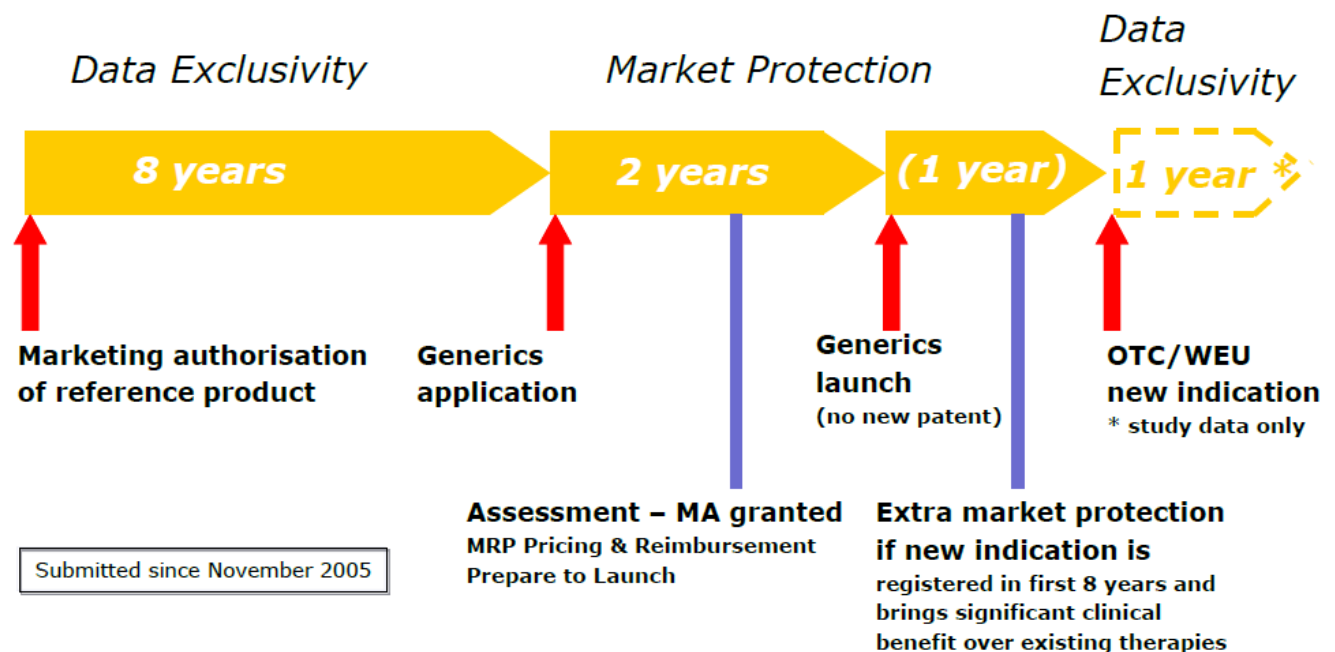 Data Exclusivity
Market Protection
Data
Exclusivity
8 years
2 years
(1 year)
1 year *
Marketing authorisation
of reference product
Generics
application
Generics
launch
(no new patent)
OTC/WEU
new indication
* study data only
Assessment – MA granted
MRP Pricing & Reimbursement
Prepare to Launch
Extra market protection
if new indication is
registered in first 8 years and
brings significant clinical
benefit over existing therapies
Submitted since November 2005